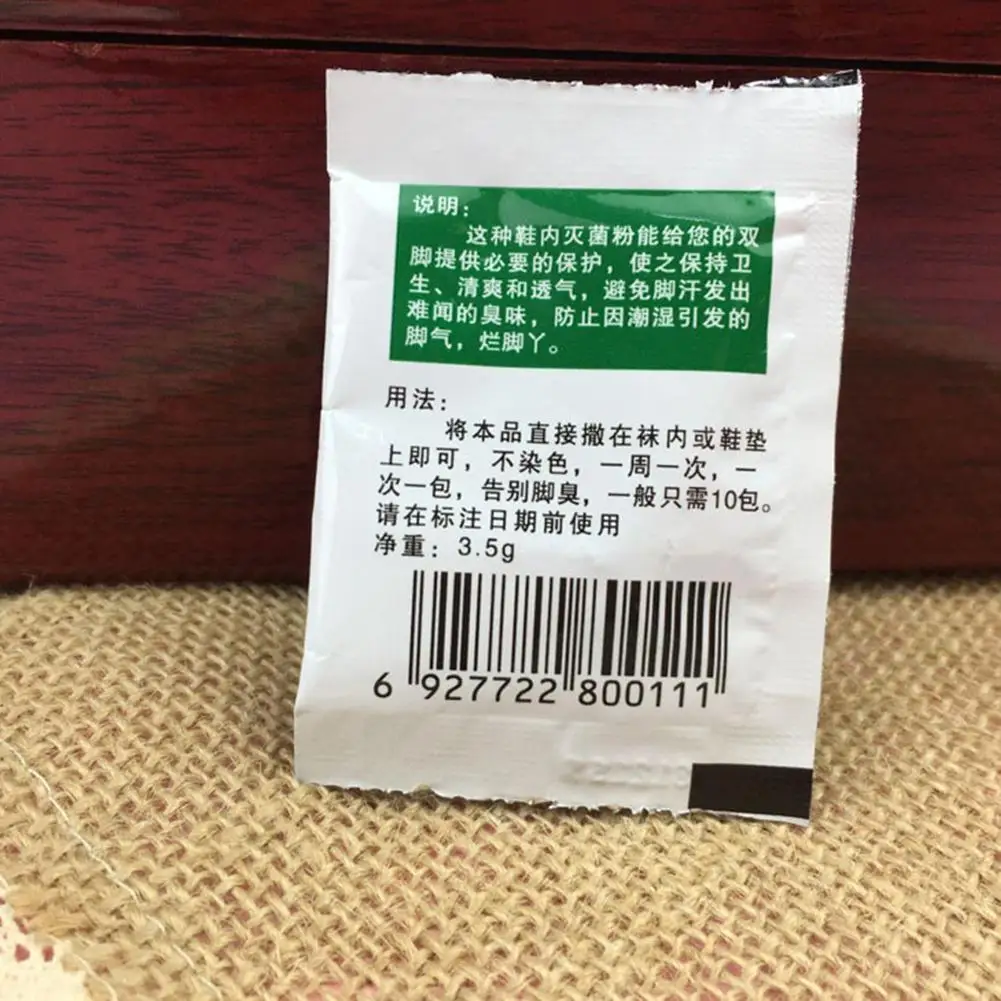 说明：
这种鞋内灭菌粉能给您的双
脚提供必要的保护，使之保持卫
生、清爽和透气，避免脚汗发出
难闻的臭味，防止因潮湿引发的
脚气，烂脚丫。
用法：
将本品直接撒在袜内或鞋垫
上即可，不染色，一周一次，一
次一包，告别脚臭，一般只需10包。
请在标注日期前使用
净重：3.5g
6 927722 800111